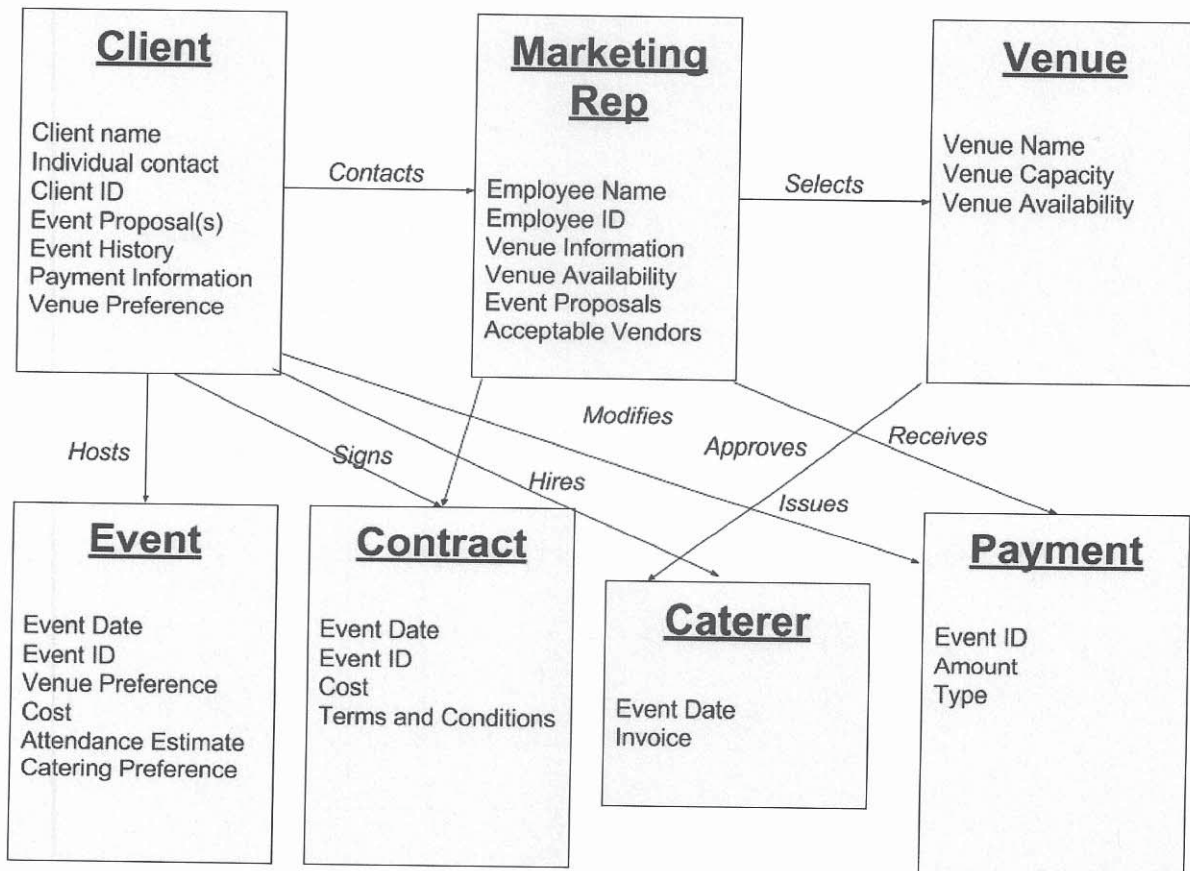 Client
Client name
Individual contact
Client ID
Event Proposal(s)
Event History
Payment Information
Venue Preference
Contacts
Marketing
Rep
Employee Name
Employee ID
Venue Information
Venue Availability
Event Proposals
Acceptable Vendors
Selects
Venue
Venue Name
Venue Capacity
Venue Availability
Hosts
Signs
Hires
Modifies
Approves
Issues
Receives
Event
Event Date
Event ID
Venue Preference
Cost
Attendance Estimate
Catering Preference
Contract
Event Date
Event ID
Cost
Terms and Conditions
Caterer
Event Date
Invoice
Payment
Event ID
Amount
Type